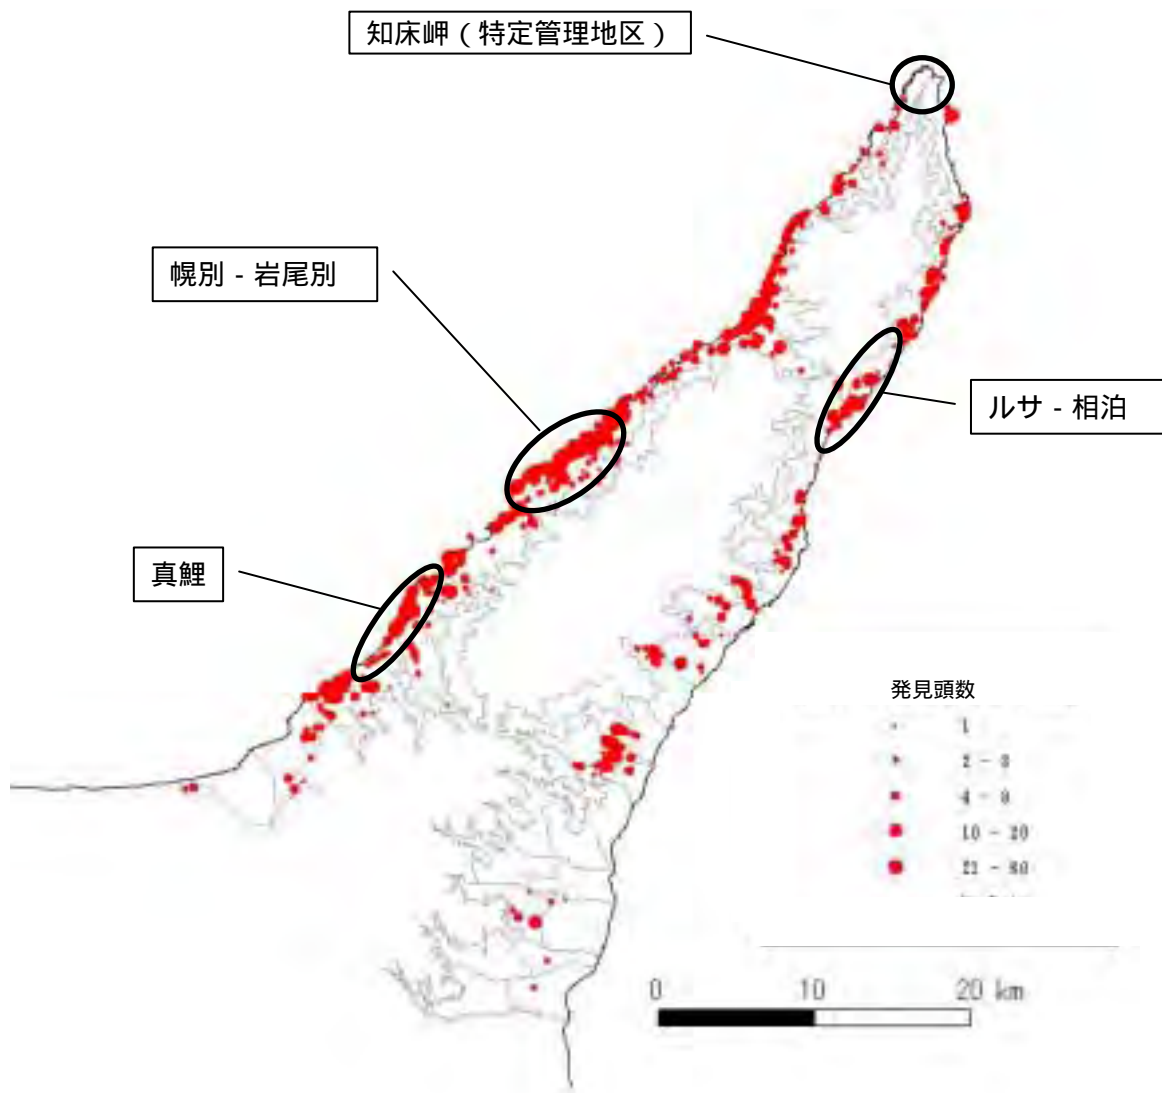 知床岬（特定管理地区）
幌別 - 岩尾別
ルサ - 相泊
真鯉
発見頭数
1
10 - 20
0 10 20 km